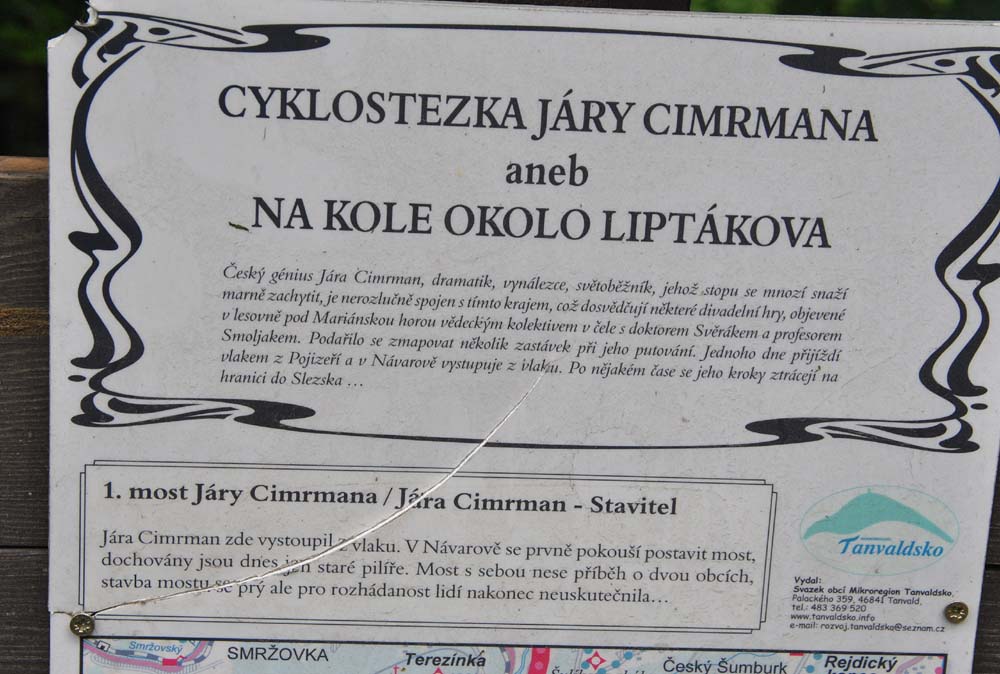 CYKLOSTEZKA JÁRY CIMRMANA
aneb
NA KOLE OKOLO LIPTÁKOVA
Český génius Jára Cimrman, dramatik, vynálezce, světoběžník, jehož stopu se mnozí snaží
marně zachytit, je nerozlučně spojen s tímto krajem, což dosvědčují některé divadelní hry, objevené
v lesovně pod Mariánskou horou vědeckým kolektivem v čele s doktorem Svěrákem a profesorem
Smoljakem. Podařilo se zmapovat několik zastávek při jeho putování. Jednoho dne přijíždí
vlakem z Pojizeří a v Návarově vystupuje z vlaku. Po nějakém čase se jeho kroky ztrácejí na
hranici do Slezska ...
1. most Járy Cimrmana / Jára Cimrman - Stavitel
Jára Cimrman zde vystoupil z vlaku. V Návarově se prvně pokouší postavit most,
dochovány jsou dnes jen staré pilíře. Most s sebou nese příběh o dvou obcích,
stavba mostu se prý ale pro rozhádanost lidí nakonec neuskutečnila...
Tanvaldsko
Vydal:
Svazek obcí Mikroregion Tanvaldsko,
Palackého 359, 46841 Tanvald,
tel.: 483 369 520
www.tanvaldsko.info
e-mail: rozvoj.tanvaldska@seznam.cz
Smržovský
SMRŽOVKA
Terezínka
Český Šumburk
Rejdický